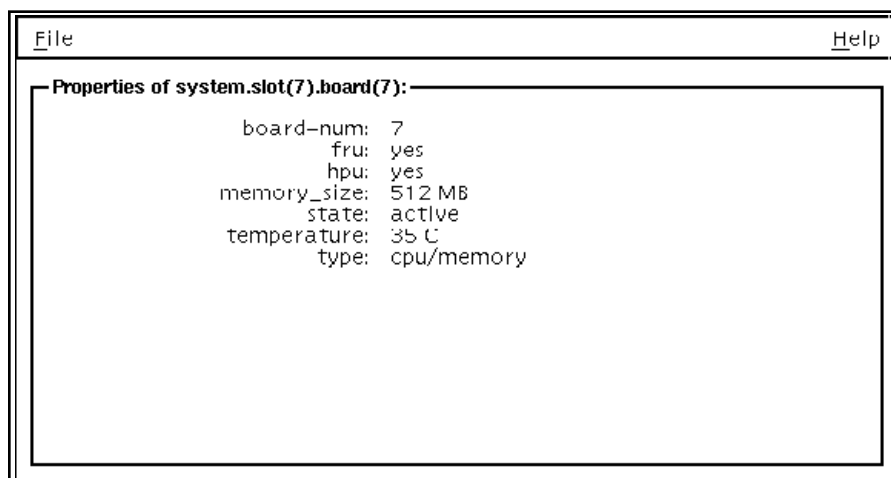 File Help
Properties of system.slot(7).board(7):
board-num: 7
fru: yes
hpu: yes
memory_size: 512 MB
state: active
temperature: 35 C
type: cpu/memory